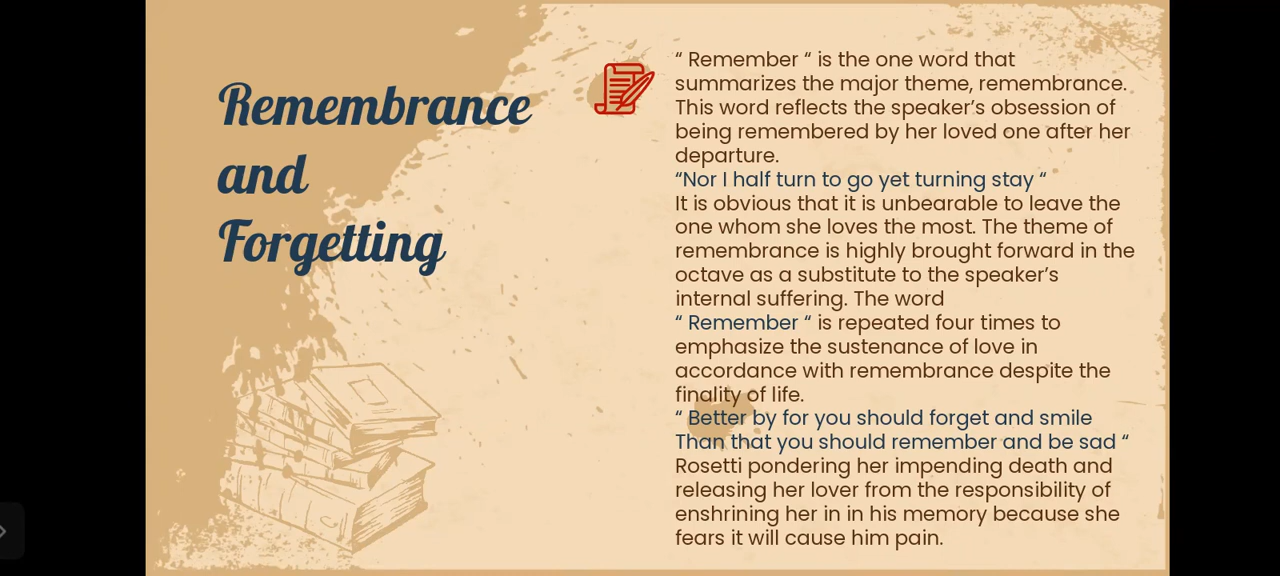 Remembrance
and
Forgetting
“ Remember “ is the one word that
summarizes the major theme, remembrance.
This word reflects the speaker’s obsession of
being remembered by her loved one after her
departure.
“Nor I half turn to go yet turning stay “
It is obvious that it is unbearable to leave the
one whom she loves the most. The theme of
remembrance is highly brought forward in the
octave as a substitute to the speaker’s
internal suffering. The word
“ Remember “ is repeated four times to
emphasize the sustenance of love in
accordance with remembrance despite the
finality of life.
“ Better by for you should forget and smile
Than that you should remember and be sad “
Rosetti pondering her impending death and
releasing her lover from the responsibility of
enshrining her in in his memory because she
fears it will cause him pain.